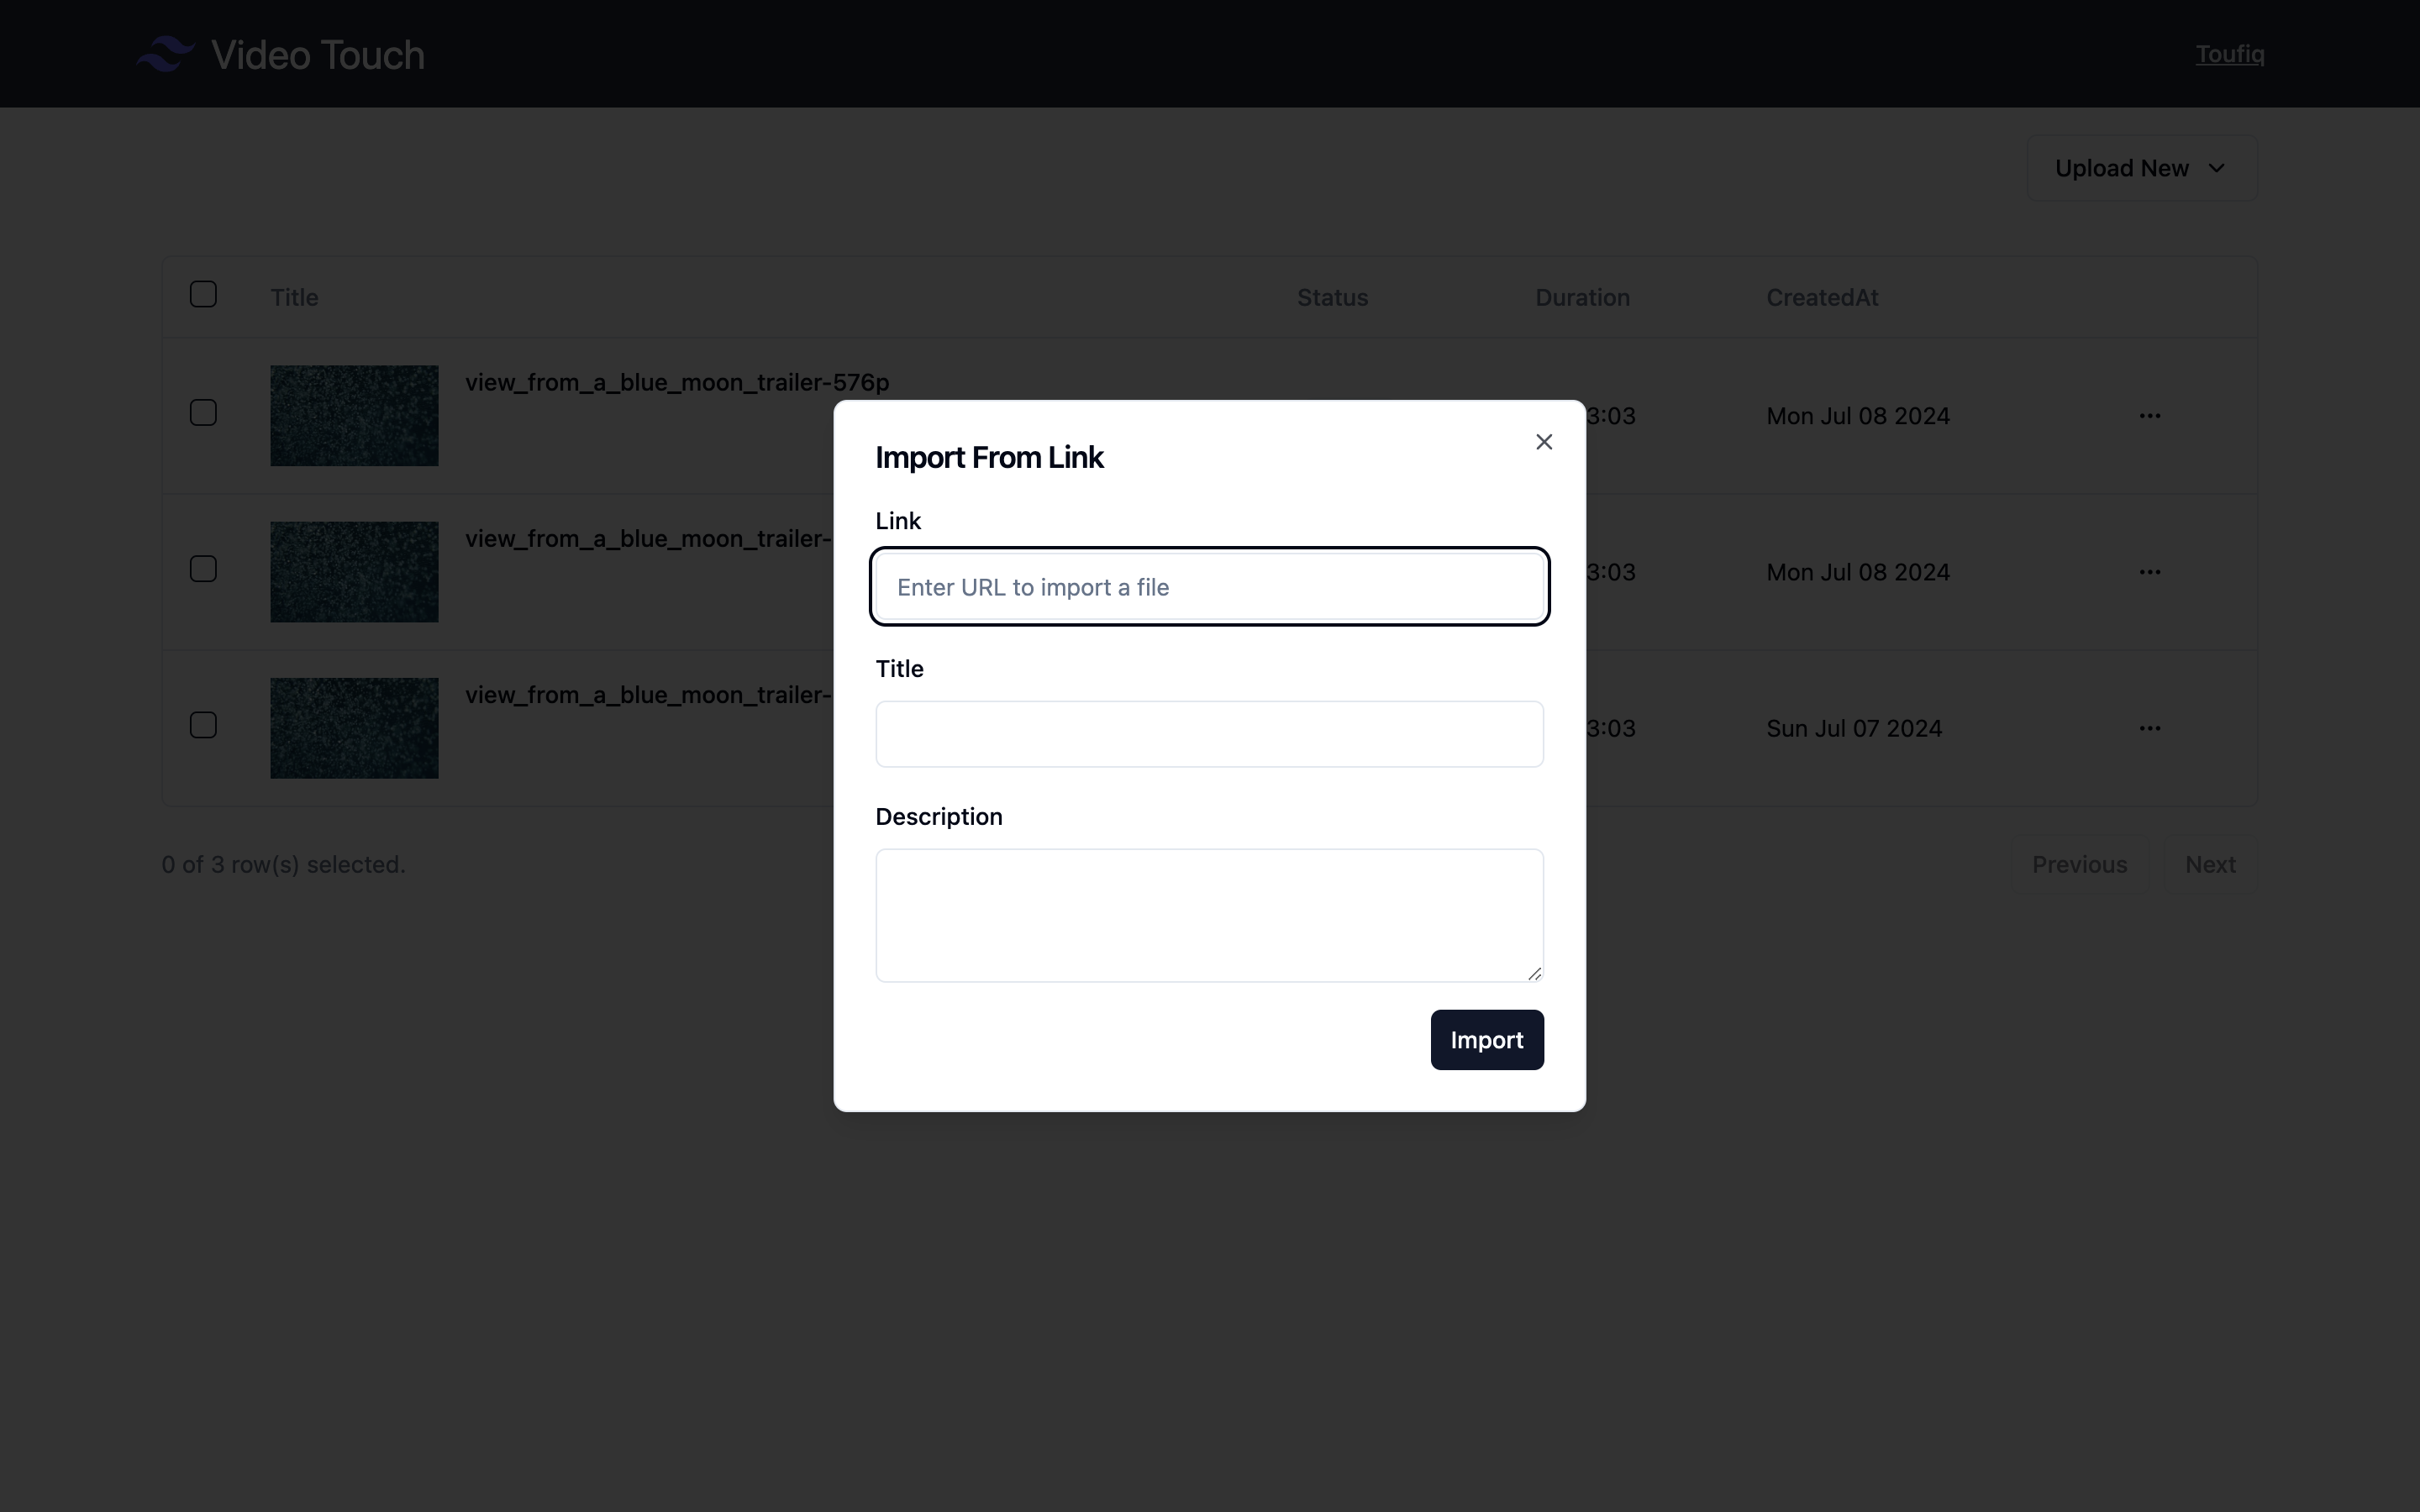 Video Touch
Toufiq
Upload New
Title Status Duration CreatedAt
view_from_a_blue_moon_trailer-576p
3:03 Mon Jul 08 2024
view_from_a_blue_moon_trailer-
3:03 Mon Jul 08 2024
view_from_a_blue_moon_trailer-
3:03 Sun Jul 07 2024
0 of 3 row(s) selected.
Previous Next
Import From Link
Link
Enter URL to import a file
Title
Description
Import